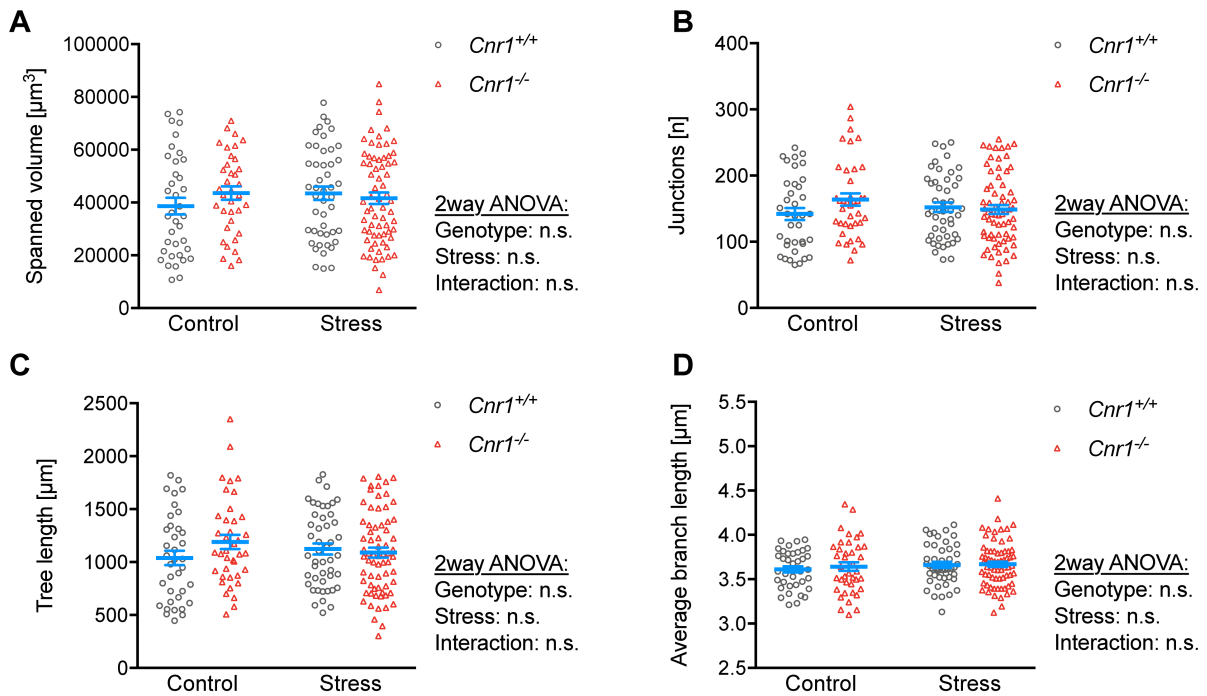 A
Spanned volume [µm³]
100000
80000
60000
40000
20000
0
Control
Stress
Cnr1+/+
Cnr1-/-
2way ANOVA:
Genotype: n.s.
Stress: n.s.
Interaction: n.s.
B
Junctions [n]
400
300
200
100
0
Control
Stress
Cnr1+/+
Cnr1-/-
2way ANOVA:
Genotype: n.s.
Stress: n.s.
Interaction: n.s.
C
Tree length [µm]
2500
2000
1500
1000
500
0
Control
Stress
Cnr1+/+
Cnr1-/-
2way ANOVA:
Genotype: n.s.
Stress: n.s.
Interaction: n.s.
D
Average branch length [µm]
5.5
5.0
4.5
4.0
3.5
3.0
2.5
Control
Stress
Cnr1+/+
Cnr1-/-
2way ANOVA:
Genotype: n.s.
Stress: n.s.
Interaction: n.s.